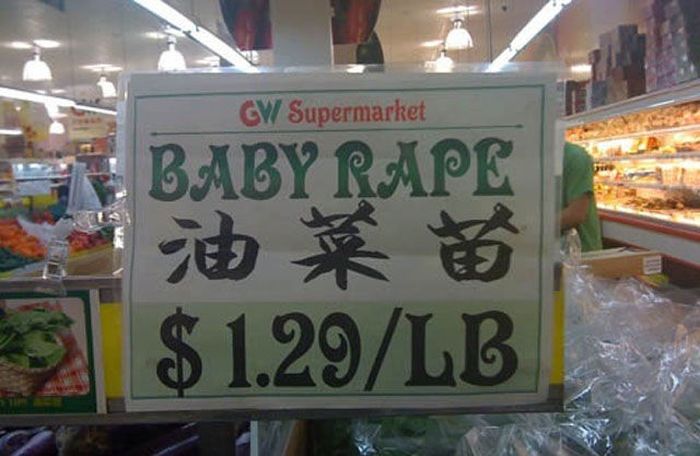 GW Supermarket
BABY RAPE
油菜苗
$1.29/LB